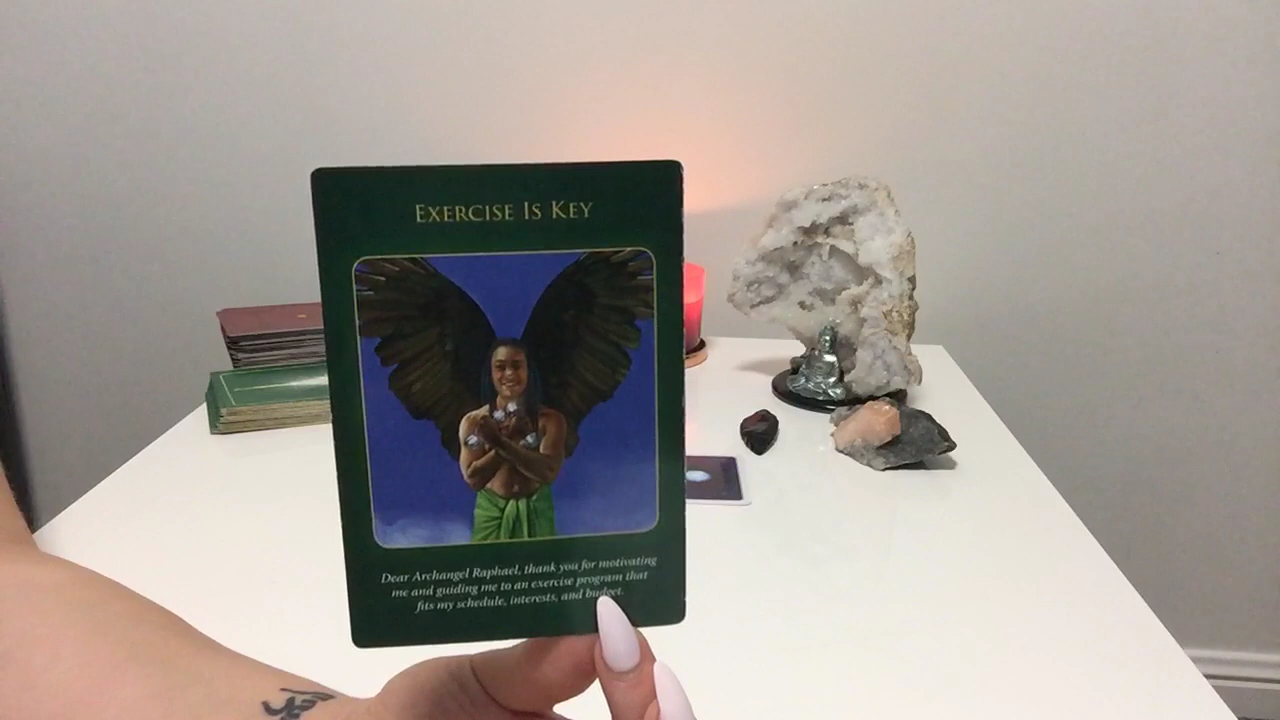 Exercise Is Key
Dear Archangel Raphael, thank you for motivating
me and guiding me to an exercise program that
fits my schedule, interests, and budget.